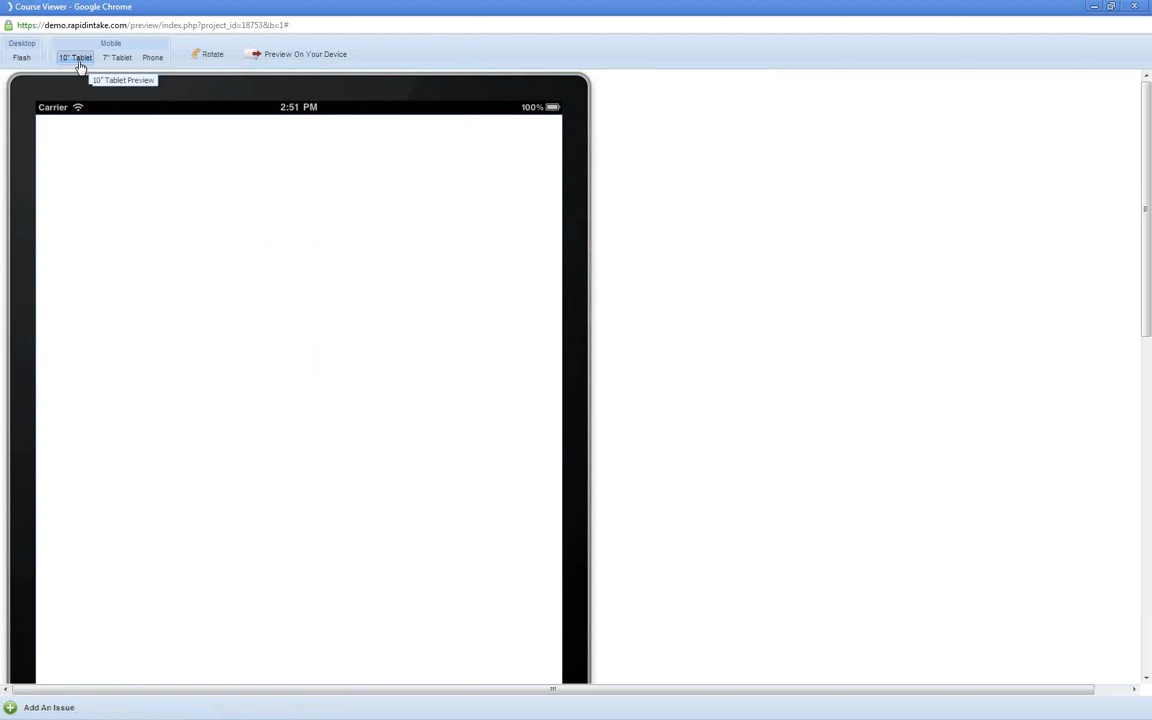 Course Viewer - Google Chrome
https://demo.rapidintake.com/preview/index.php?project_id=18753&b=1#
Desktop
Mobile
Flash
10" Tablet
7" Tablet
Phone
Rotate
Preview On Your Device
10" Tablet Preview
Carrier
2:51 PM
100%
Add An Issue